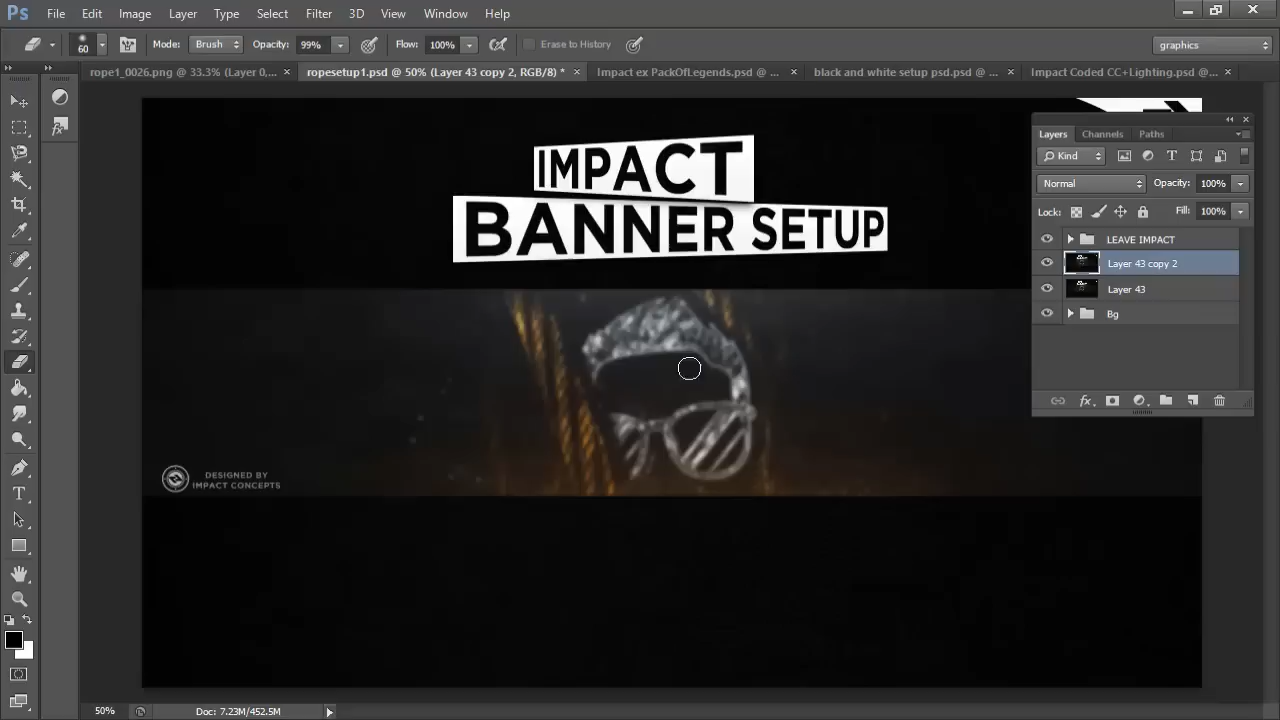 Ps File Edit Image Layer Type Select Filter 3D View Window Help
60 Mode: Brush Opacity: 99% Flow: 100% Erase to History graphics
rope1_0026.png @ 33.3% (Layer 0,... × ropesetup1.psd @ 50% (Layer 43 copy 2, RGB/8) * × Impact ex PackOfLegends.psd @ ... × black and white setup psd.psd @ ... × Impact Coded CC+Lighting.psd @ ... ×
IMPACT
BANNER SETUP
DESIGNED BY
IMPACT CONCEPTS
Layers Channels Paths
Kind
Normal Opacity: 100%
Lock: Fill: 100%
LEAVE IMPACT
Layer 43 copy 2
Layer 43
Bg
fx
50% Doc: 7.23M/452.5M